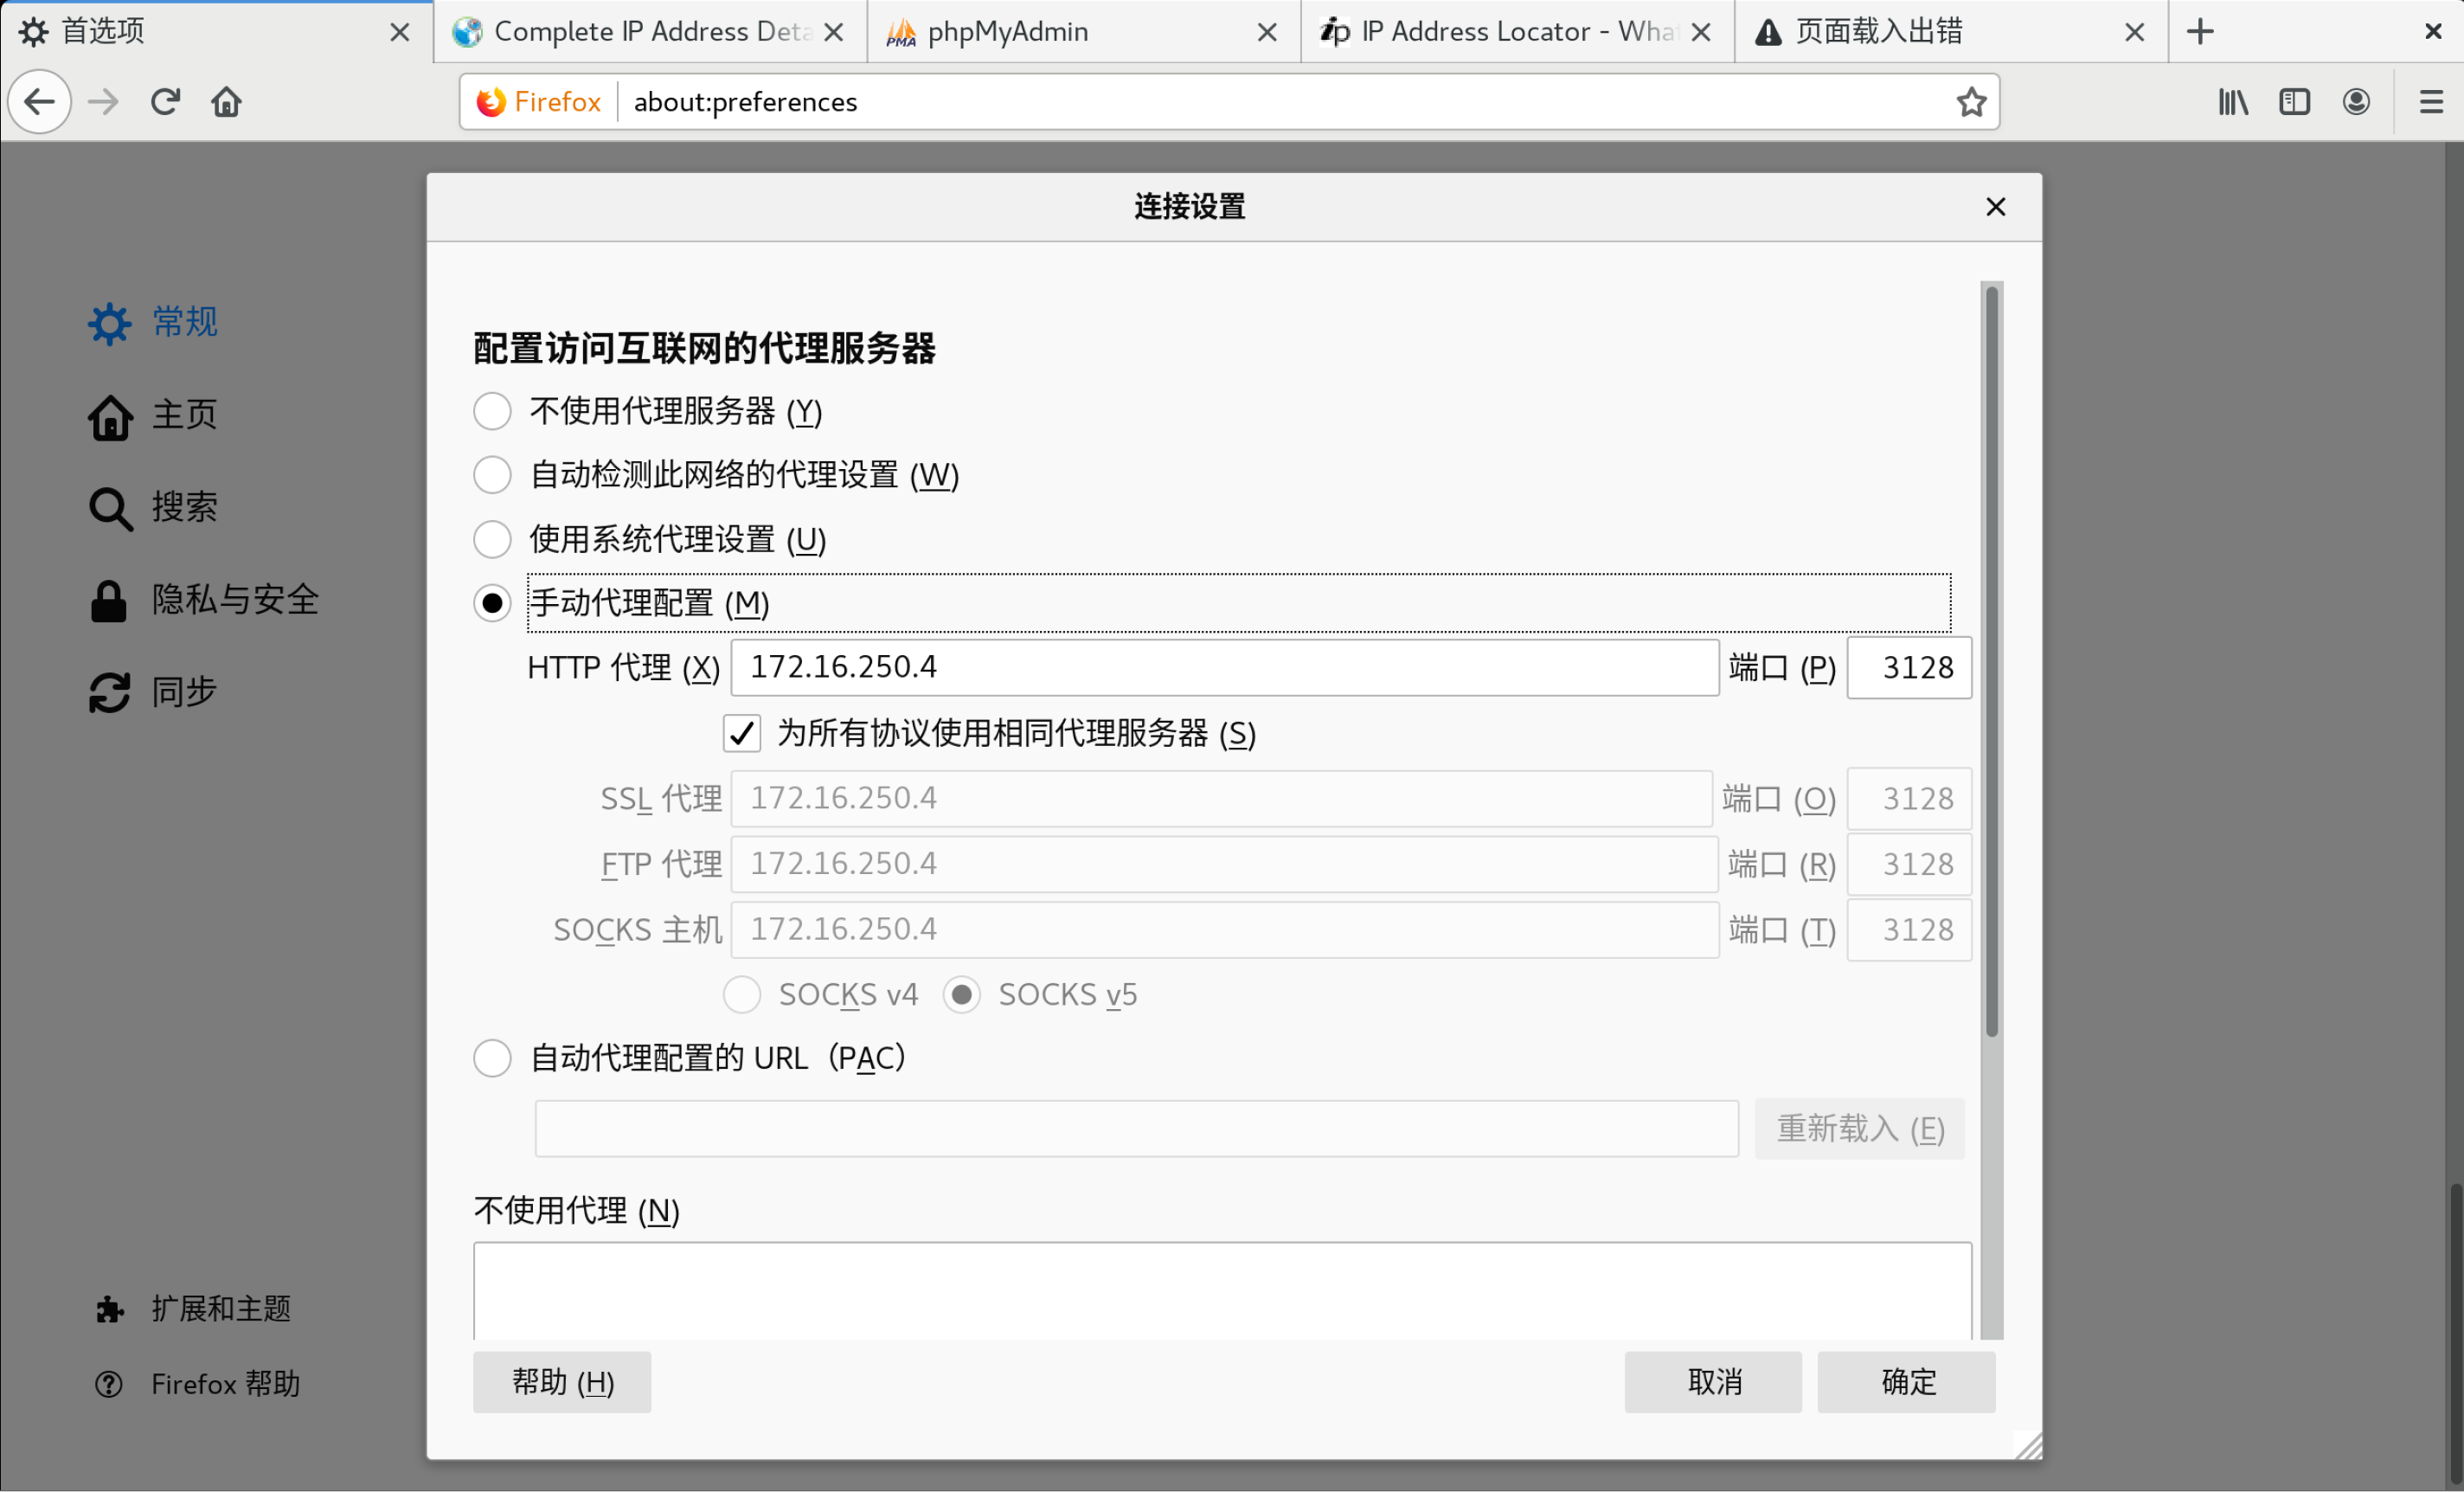 首选项
Complete IP Address Deta
phpMyAdmin
IP Address Locator - Wha
页面载入出错
Firefox
about:preferences
连接设置
常规
主页
搜索
隐私与安全
同步
扩展和主题
Firefox 帮助
配置访问互联网的代理服务器
不使用代理服务器 (Y)
自动检测此网络的代理设置 (W)
使用系统代理设置 (U)
手动代理配置 (M)
HTTP 代理 (X) 172.16.250.4 端口 (P) 3128
为所有协议使用相同代理服务器 (S)
SSL 代理 172.16.250.4 端口 (O) 3128
FTP 代理 172.16.250.4 端口 (R) 3128
SOCKS 主机 172.16.250.4 端口 (T) 3128
SOCKS v4 SOCKS v5
自动代理配置的 URL（PAC）
重新载入 (E)
不使用代理 (N)
帮助 (H) 取消 确定